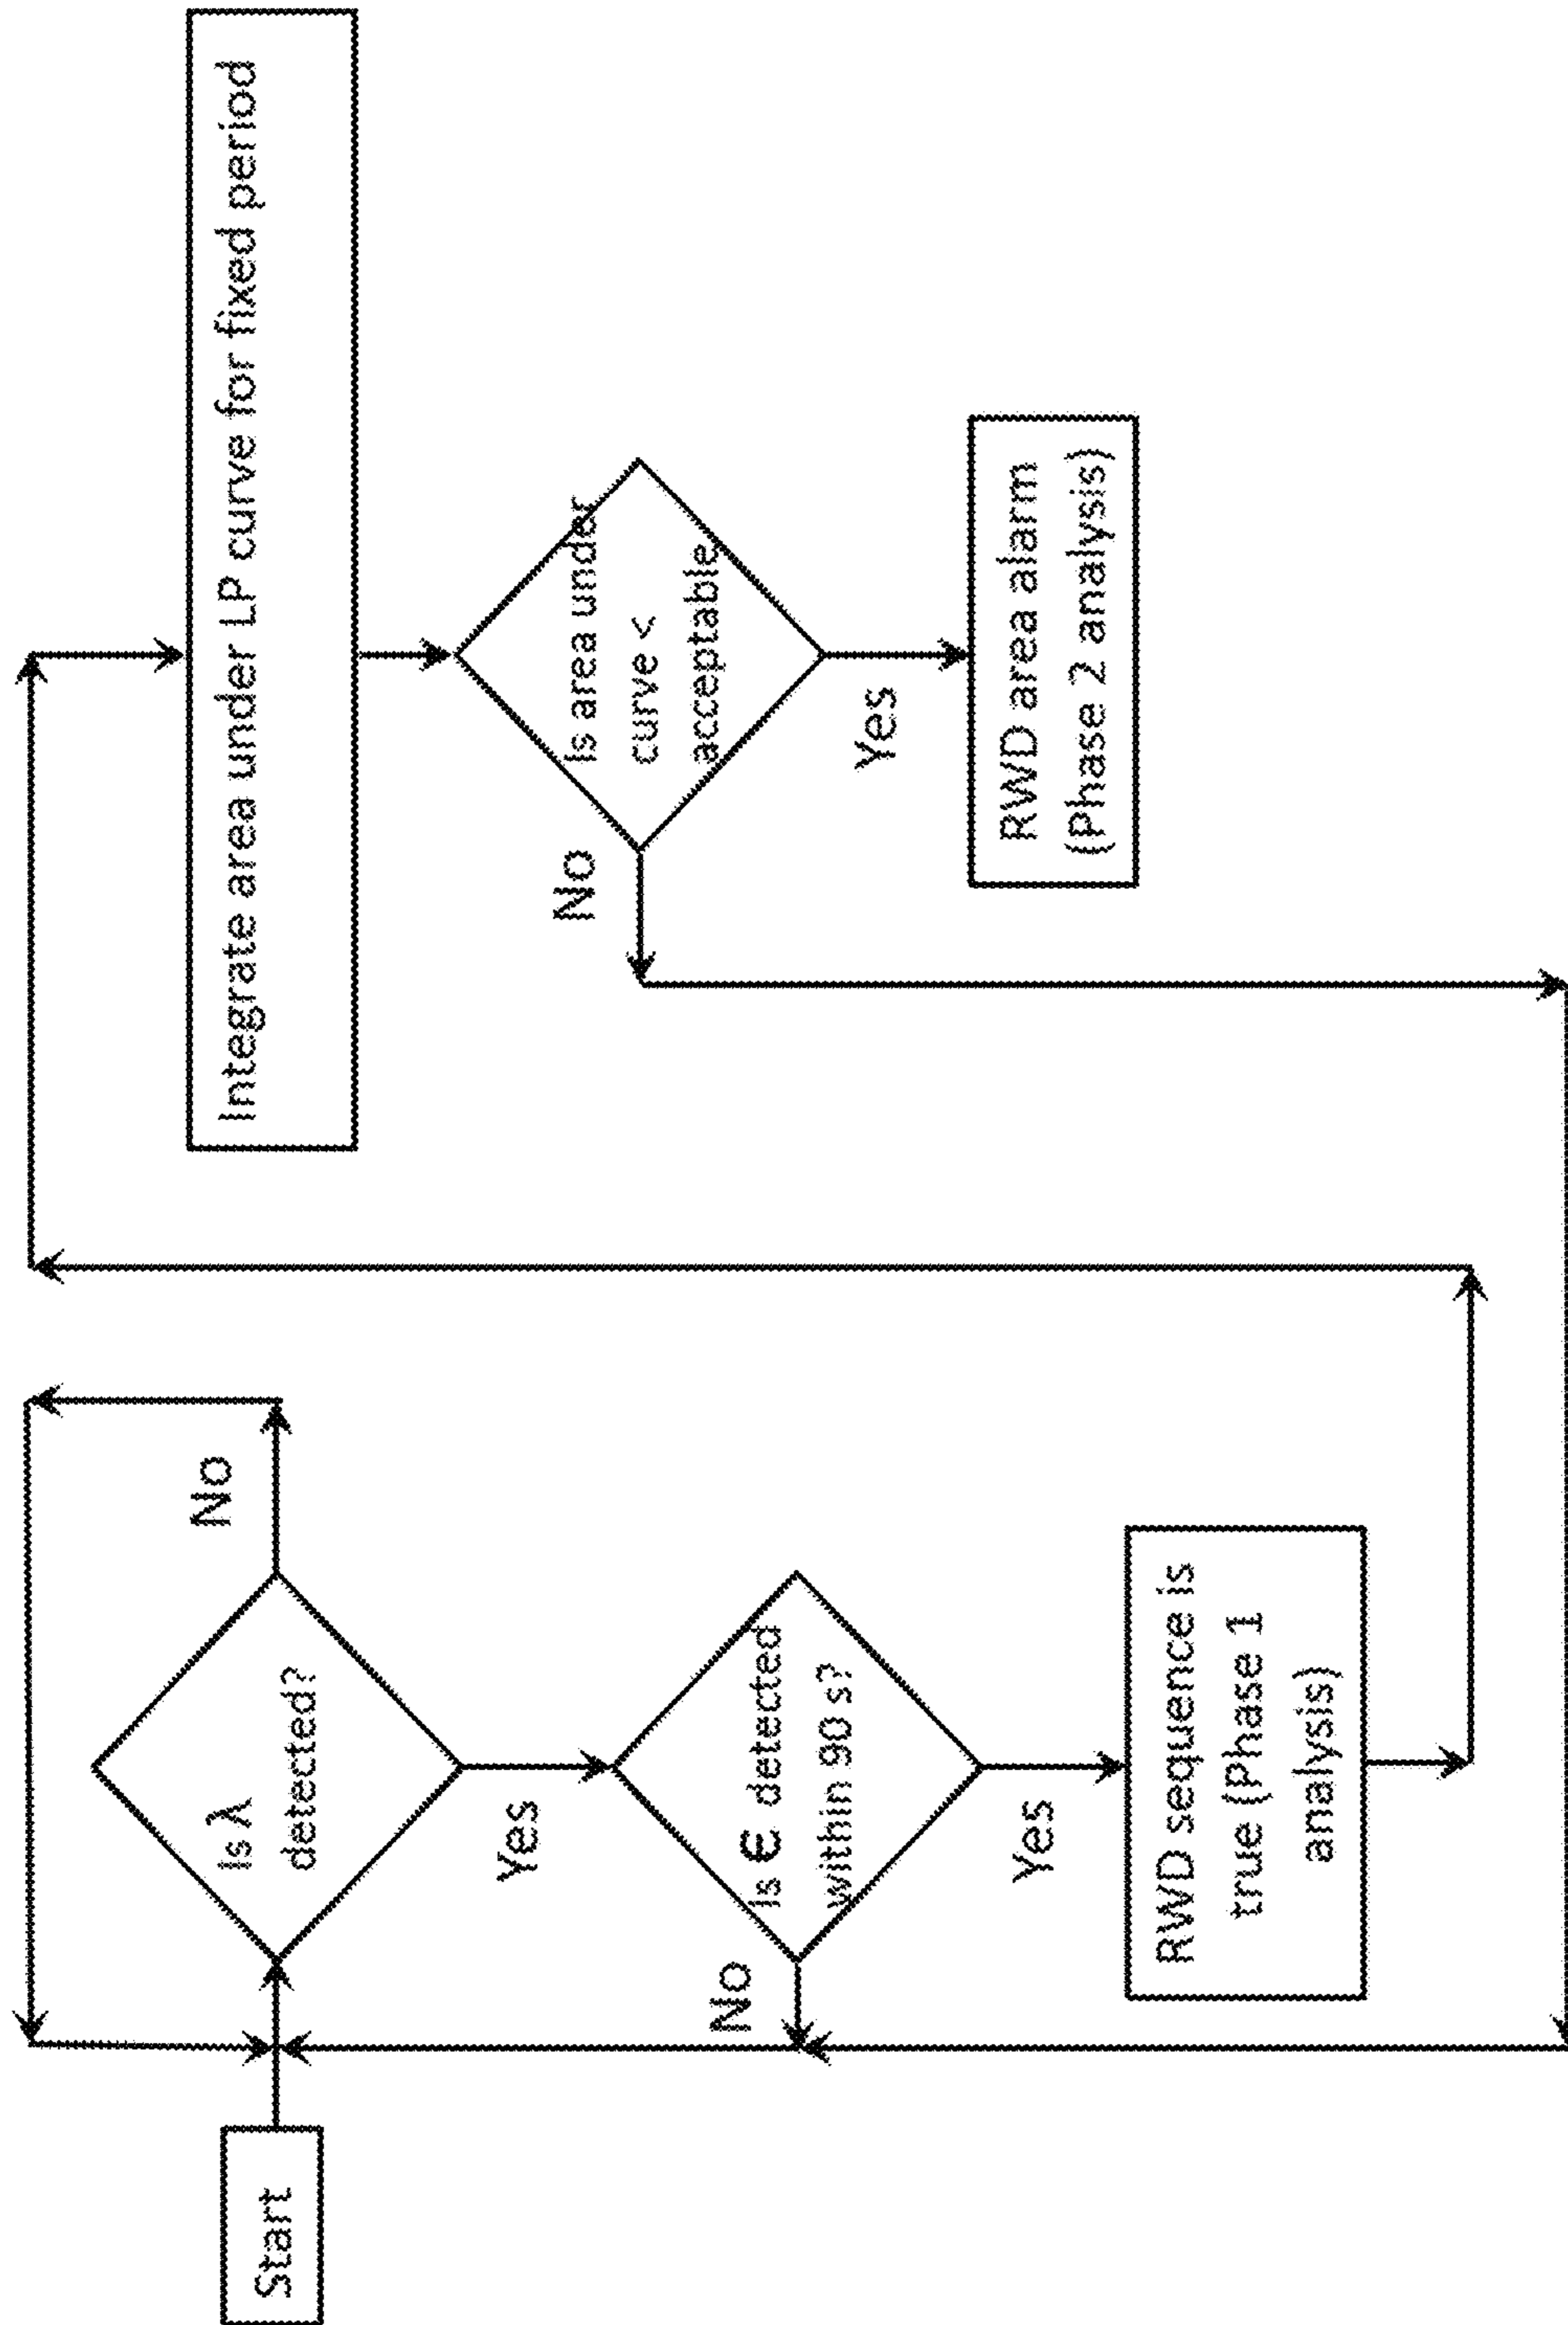 Start
Is λ
detected?
No
Yes
Is ϵ detected
within 90 s?
No
Yes
RWD sequence is
true (Phase 1
analysis)
Integrate area under LP curve for fixed period
Is area under
curve <
acceptable
No
Yes
RWD area alarm
(Phase 2 analysis)